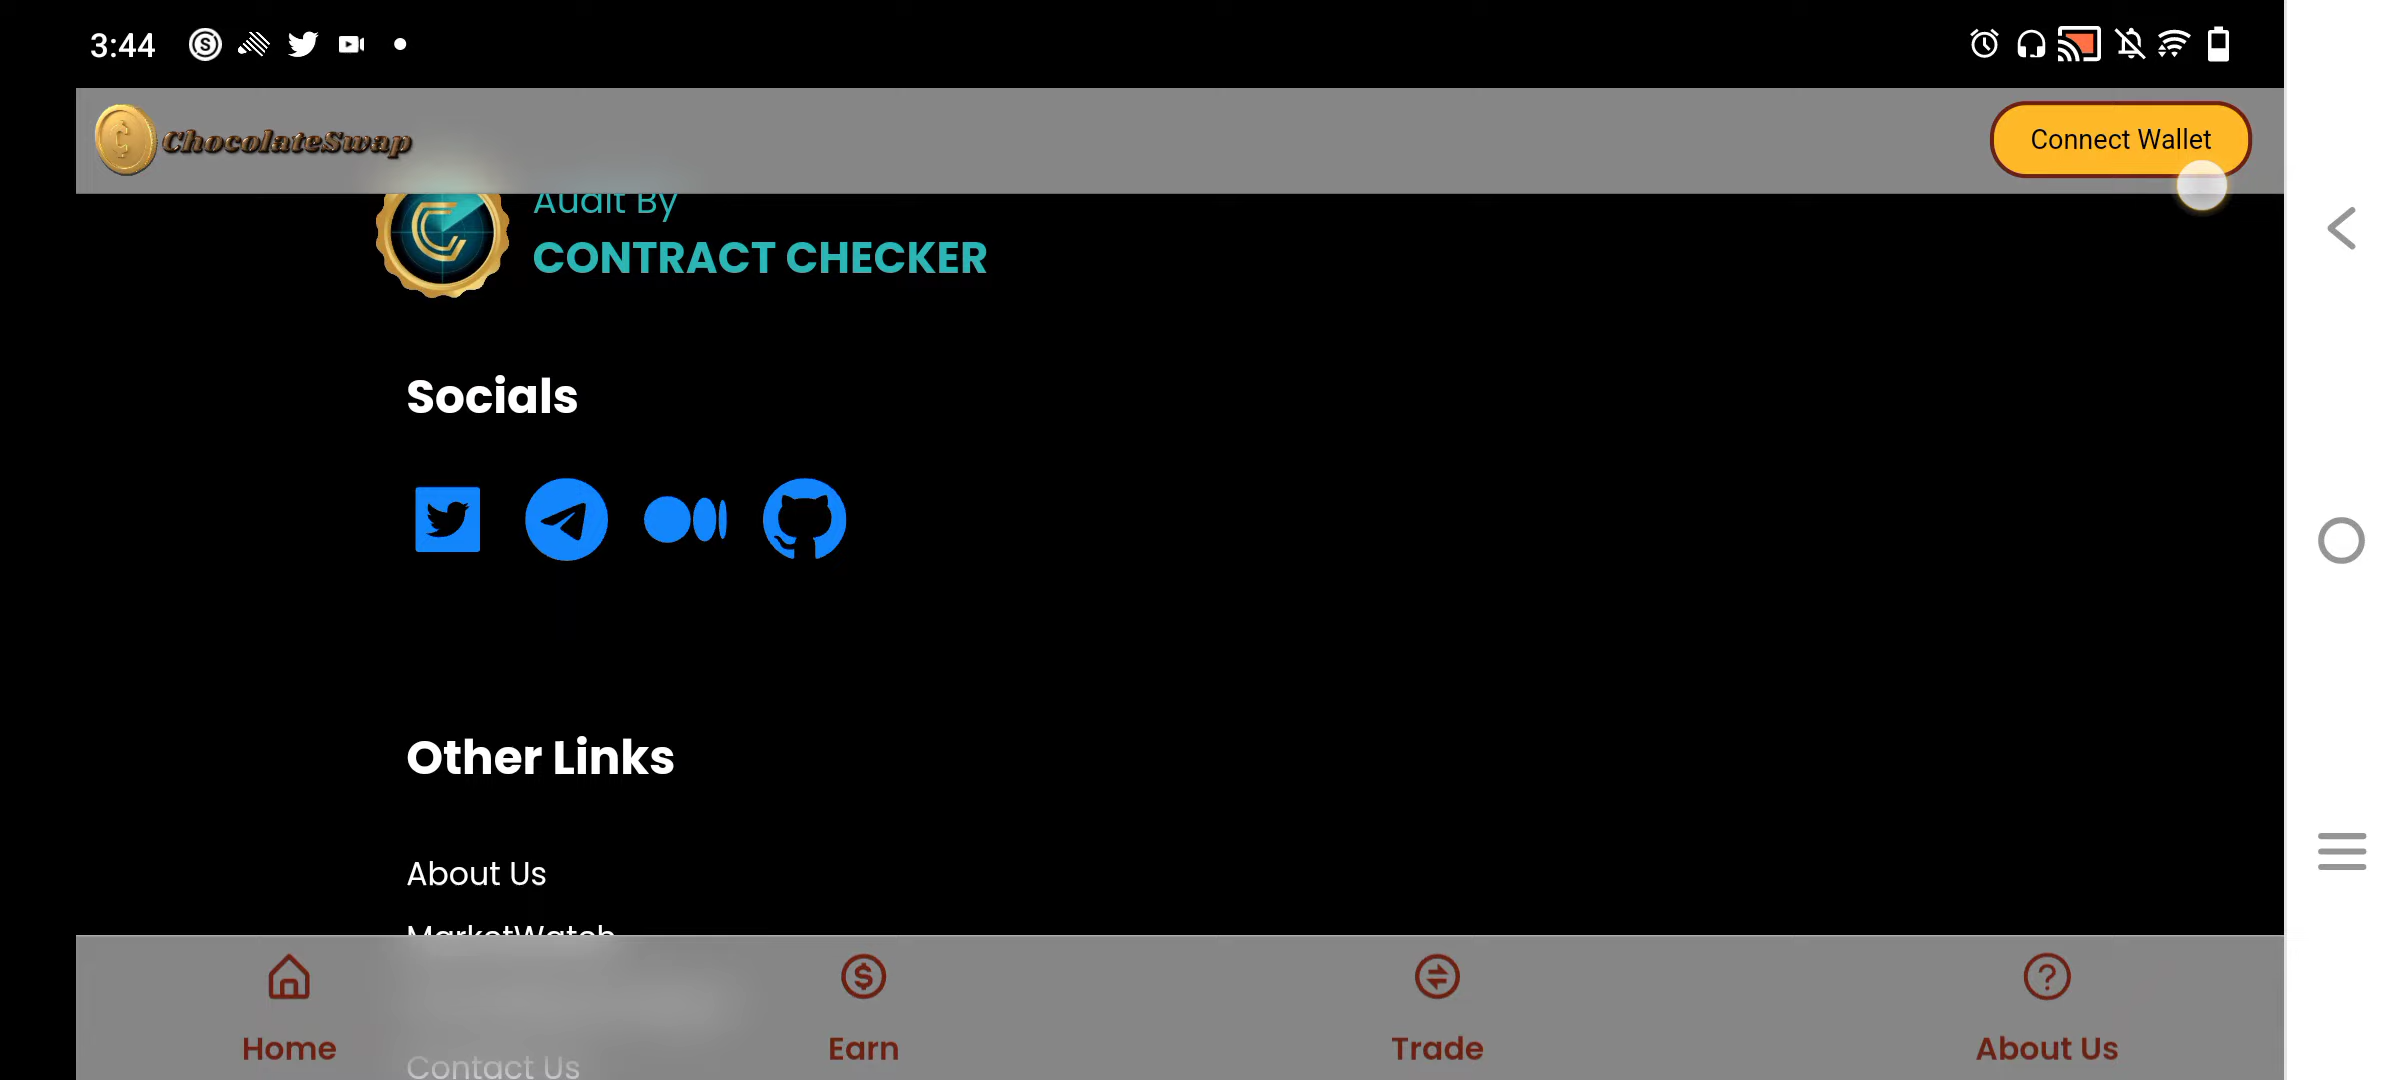 3:44
ChocolateSwap
Connect Wallet
Audit By
CONTRACT CHECKER
Socials
Other Links
About Us
MarketWatch
Contact Us
Home
Earn
Trade
About Us